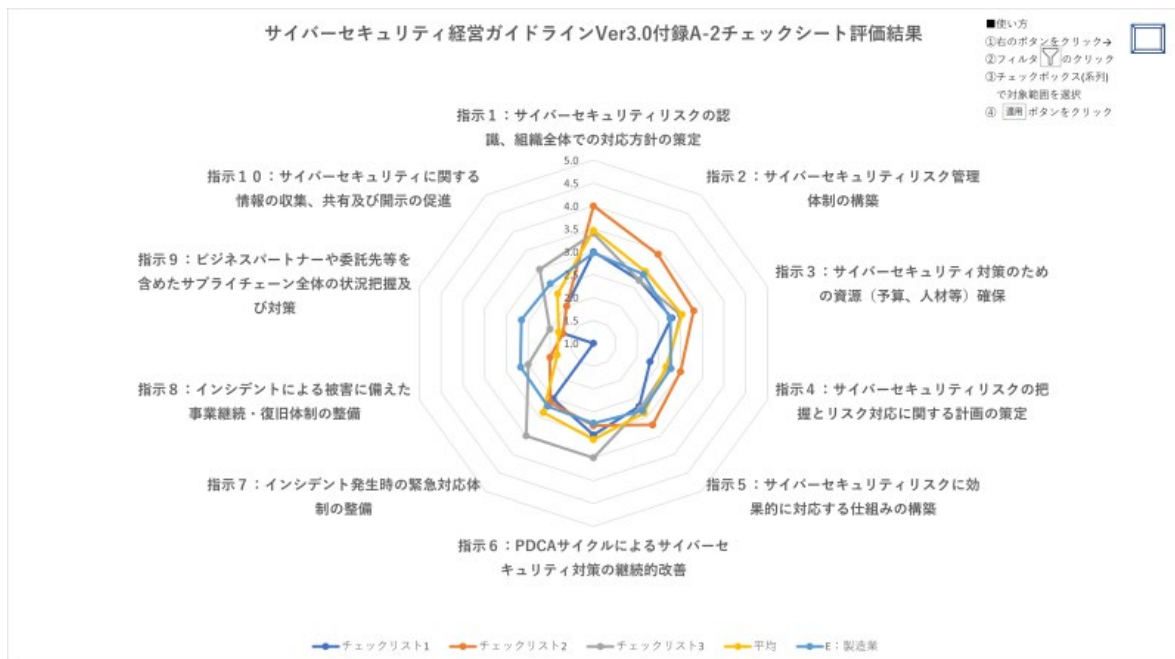 サイバーセキュリティ経営ガイドラインVer3.0付録A-2チェックシート評価結果
■使い方
①右のボタンをクリック→
②フィルタ のクリック
③チェックボックス(系列)
で対象範囲を選択
④ 適用 ボタンをクリック
指示1：サイバーセキュリティリスクの認
識、組織全体での対応方針の策定
指示10：サイバーセキュリティに関する
情報の収集、共有及び開示の促進
指示2：サイバーセキュリティリスク管理
体制の構築
指示9：ビジネスパートナーや委託先等を
含めたサプライチェーン全体の状況把握及
び対策
指示3：サイバーセキュリティ対策のため
の資源（予算、人材等）確保
5.0
4.5
4.0
3.5
3.0
2.5
2.0
1.5
1.0
指示8：インシデントによる被害に備えた
事業継続・復旧体制の整備
指示4：サイバーセキュリティリスクの把
握とリスク対応に関する計画の策定
指示7：インシデント発生時の緊急対応体
制の整備
指示5：サイバーセキュリティリスクに効
果的に対応する仕組みの構築
指示6：PDCAサイクルによるサイバーセ
キュリティ対策の継続的改善
チェックリスト1 チェックリスト2 チェックリスト3 平均 E：製造業